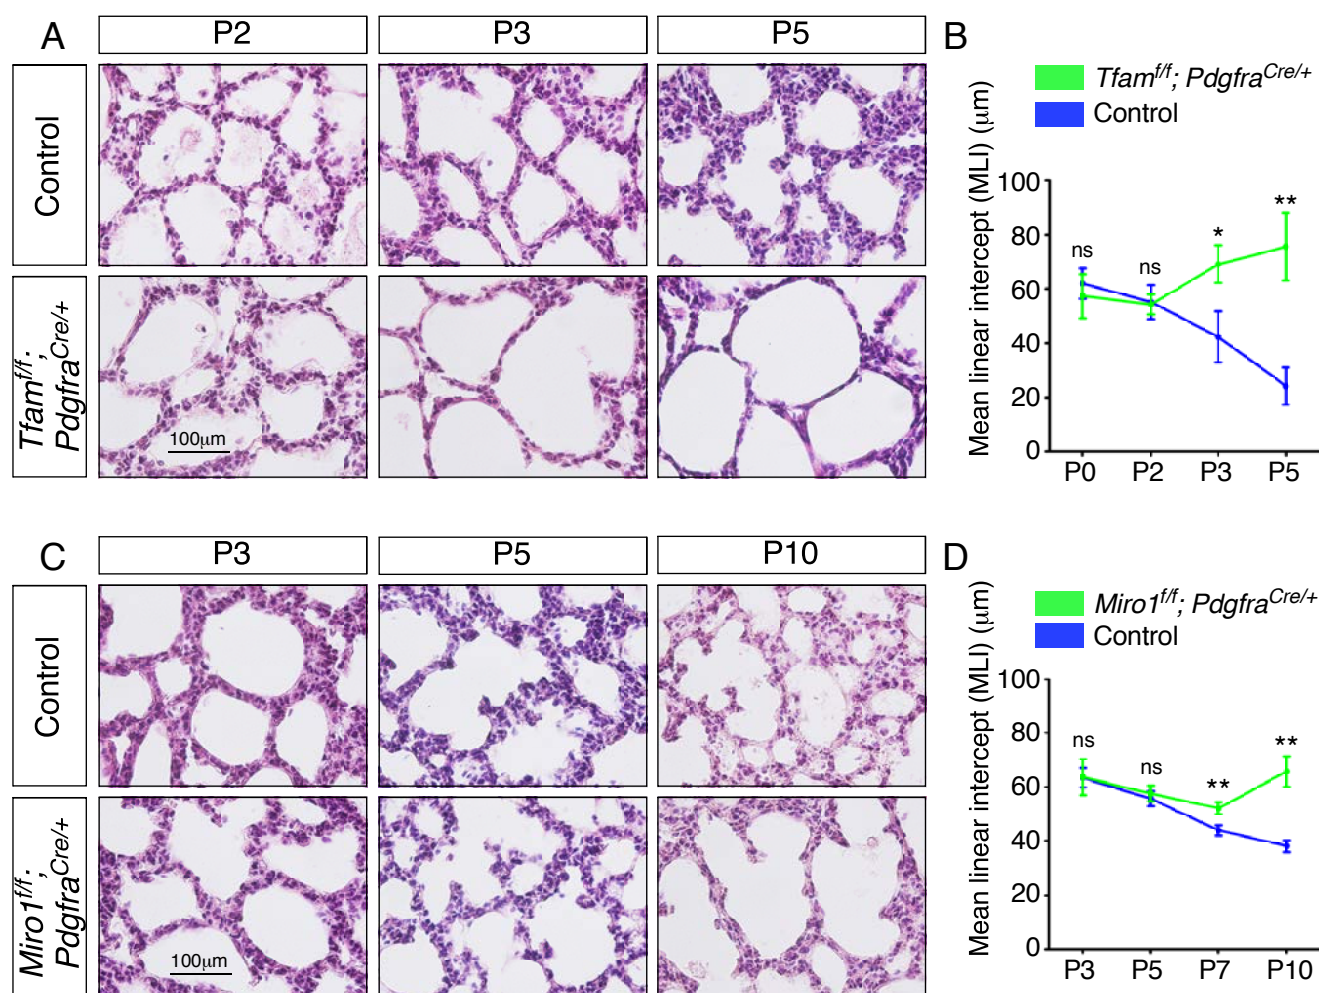 A
P2
P3
P5
Control
Tfam^f/f;
Pdgfra^Cre/+
100μm
B
Tfam^f/f; Pdgfra^Cre/+
Control
Mean linear intercept (MLI) (μm)
100
80
60
40
20
0
ns
ns
*
**
P0
P2
P3
P5
C
P3
P5
P10
Control
Miro1^f/f;
Pdgfra^Cre/+
100μm
D
Miro1^f/f; Pdgfra^Cre/+
Control
Mean linear intercept (MLI) (μm)
100
80
60
40
20
0
ns
ns
**
**
P3
P5
P7
P10